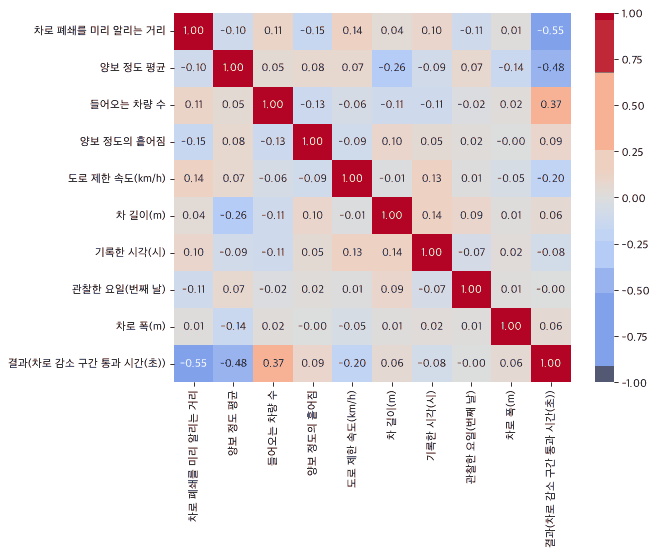 차로 폐쇄를 미리 알리는 거리 1.00 -0.10 0.11 -0.15 0.14 0.04 0.10 -0.11 0.01 -0.55
양보 정도 평균 -0.10 1.00 0.05 0.08 0.07 -0.26 -0.09 0.07 -0.14 -0.48
들어오는 차량 수 0.11 0.05 1.00 -0.13 -0.06 -0.11 -0.11 -0.02 0.02 0.37
양보 정도의 흩어짐 -0.15 0.08 -0.13 1.00 -0.09 0.10 0.05 0.02 -0.00 0.09
도로 제한 속도(km/h) 0.14 0.07 -0.06 -0.09 1.00 -0.01 0.13 0.01 -0.05 -0.20
차 길이(m) 0.04 -0.26 -0.11 0.10 -0.01 1.00 0.14 0.09 0.01 0.06
기록한 시각(시) 0.10 -0.09 -0.11 0.05 0.13 0.14 1.00 -0.07 0.02 -0.08
관찰한 요일(번째 날) -0.11 0.07 -0.02 0.02 0.01 0.09 -0.07 1.00 0.01 -0.00
차로 폭(m) 0.01 -0.14 0.02 -0.00 -0.05 0.01 0.02 0.01 1.00 0.06
결과(차로 감소 구간 통과 시간(초)) -0.55 -0.48 0.37 0.09 -0.20 0.06 -0.08 -0.00 0.06 1.00
차로 폐쇄를 미리 알리는 거리
양보 정도 평균
들어오는 차량 수
양보 정도의 흩어짐
도로 제한 속도(km/h)
차 길이(m)
기록한 시각(시)
관찰한 요일(번째 날)
차로 폭(m)
결과(차로 감소 구간 통과 시간(초))
1.00
0.75
0.50
0.25
0.00
-0.25
-0.50
-0.75
-1.00